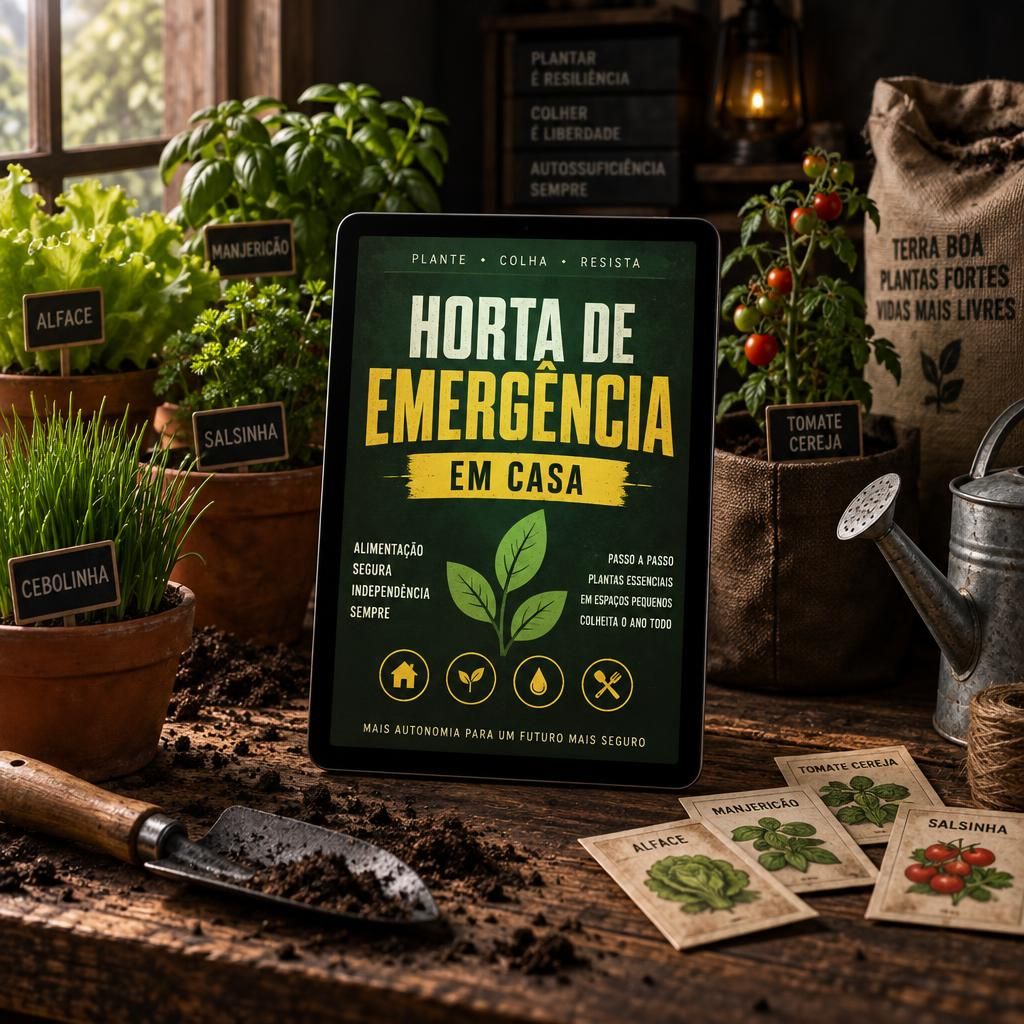 PLANTAR
É RESILIÊNCIA
COLHER
É LIBERDADE
AUTOSSUFICIÊNCIA
SEMPRE
MANJERICÃO
ALFACE
SALSINHA
CEBOLINHA
PLANTE • COLHA • RESISTA
HORTA DE
EMERGÊNCIA
EM CASA
ALIMENTAÇÃO
SEGURA
INDEPENDÊNCIA
SEMPRE
PASSO A PASSO
PLANTAS ESSENCIAIS
EM ESPAÇOS PEQUENOS
COLHEITA O ANO TODO
MAIS AUTONOMIA PARA UM FUTURO MAIS SEGURO
TERRA BOA
PLANTAS FORTES
VIDAS MAIS LIVRES
TOMATE
CEREJA
TOMATE CEREJA
MANJERICÃO
ALFACE
SALSINHA